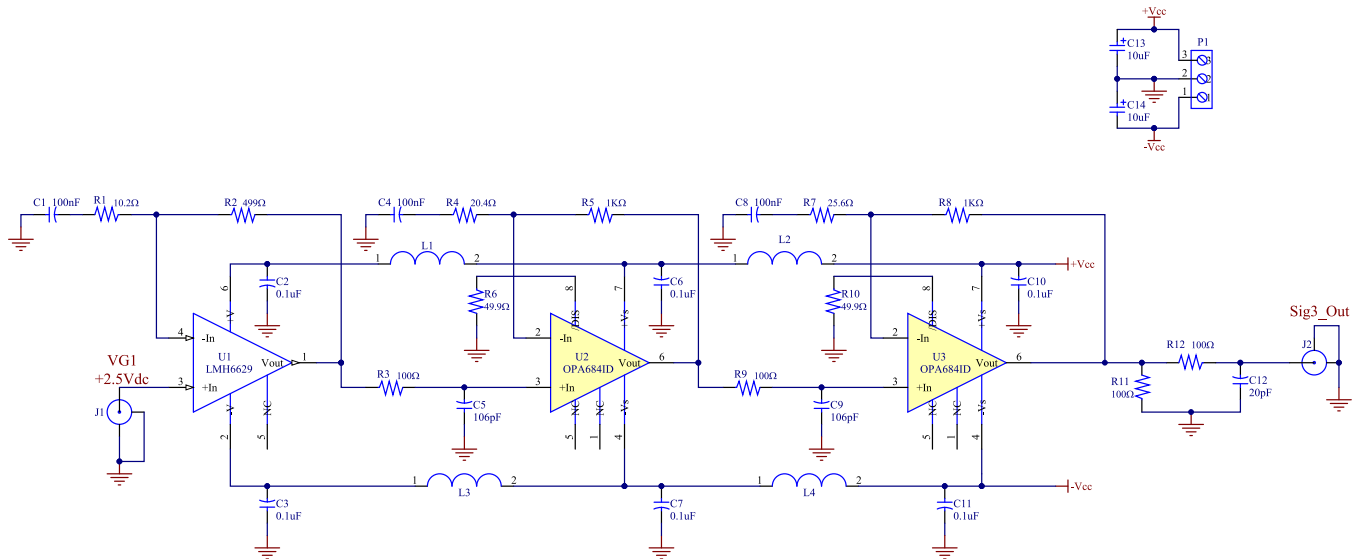 +Vcc
C13
10uF
P1
3
3
2
2
1
1
C14
10uF
-Vcc
C1 100nF R1 10.2Ω
R2 499Ω
C4 100nF R4 20.4Ω
R5 1KΩ
C8 100nF R7 25.6Ω
R8 1KΩ
1 L1 2
1 L2 2
+Vcc
C2
0.1uF
R6
49.9Ω
C6
0.1uF
R10
49.9Ω
C10
0.1uF
6
+V
8
/DIS
7
+Vs
8
/DIS
7
+Vs
4
-In
U1
LMH6629
Vout
1
3
+In
-V
NC
2
5
VG1
+2.5Vdc
J1
R3 100Ω
C5
106pF
2
-In
U2
OPA684ID
Vout
6
3
+In
NC
NC
-Vs
5
1
4
R9 100Ω
C9
106pF
2
-In
U3
OPA684ID
Vout
6
3
+In
NC
NC
-Vs
5
1
4
R11
100Ω
R12 100Ω
C12
20pF
Sig3_Out
J2
1 L3 2
1 L4 2
-Vcc
C3
0.1uF
C7
0.1uF
C11
0.1uF